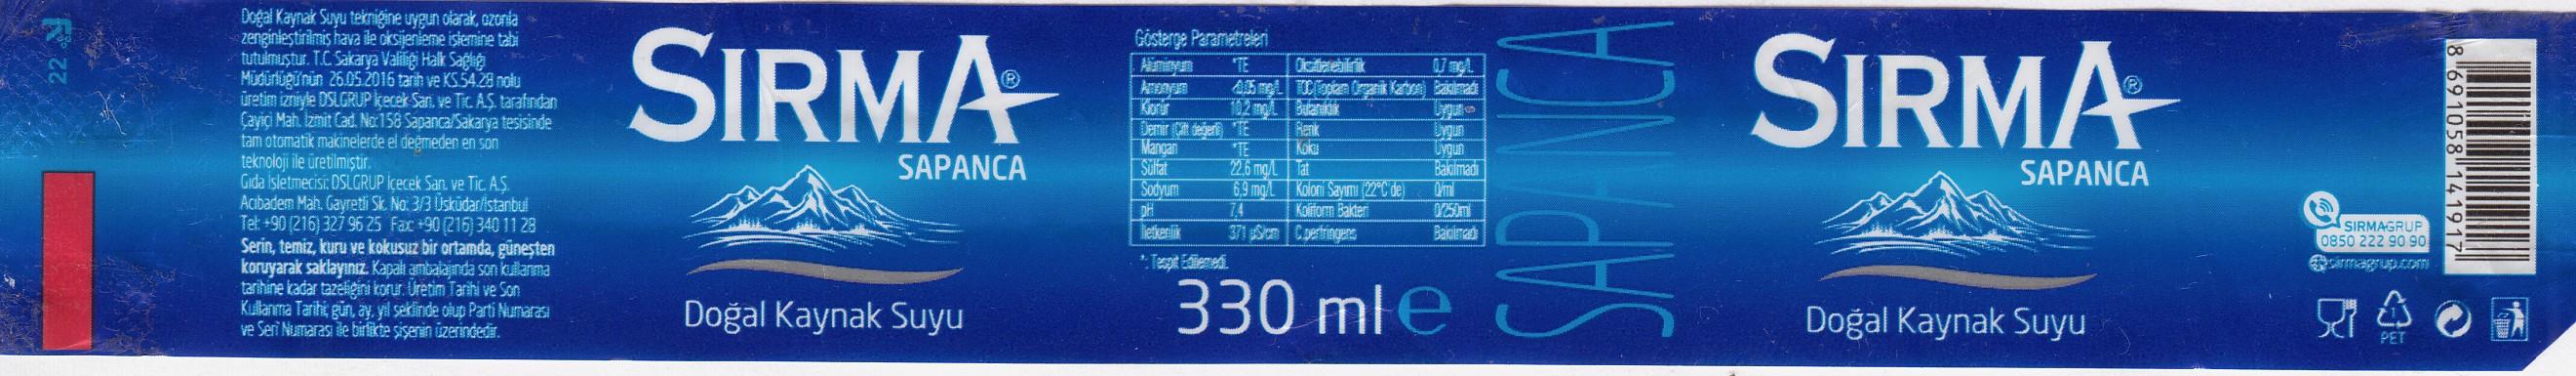 22
Doğal Kaynak Suyu tekniğine uygun olarak, ozonla
zenginleştirilmiş hava ile oksijenleme işlemine tabi
tutulmuştur. T.C. Sakarya Valiliği Halk Sağlığı
Müdürlüğü'nün 26.05.2016 tarih ve KS.54.28 nolu
üretim izniyle DSLGRUP İçecek San. ve Tic. A.Ş. tarafından
Çayiçi Mah. İzmit Cad. No:158 Sapanca/Sakarya tesisinde
tam otomatik makinelerde el değmeden en son
teknoloji ile üretilmiştir.
Gıda İşletmecisi: DSLGRUP İçecek San. ve Tic. A.Ş.
Acıbadem Mah. Gayretli Sk. No: 3/3 Üsküdar/İstanbul
Tel: +90 (216) 327 96 25 Fax: +90 (216) 340 11 28
Serin, temiz, kuru ve kokusuz bir ortamda, güneşten
koruyarak saklayınız. Kapalı ambalajında son kullanma
tarihine kadar tazeliğini korur. Üretim Tarihi ve Son
Kullanma Tarihi; gün, ay, yıl şeklinde olup Parti Numarası
ve Seri Numarası ile birlikte şişenin üzerindedir.
SIRMA®
SAPANCA
Doğal Kaynak Suyu
Gösterge Parametreleri
Alüminyum *TE Oksitlenebilirlik 0,7 mg/L
Amonyum <0,05 mg/L TOC (Toplam Organik Karbon) Bakılmadı
Klorür 10,2 mg/L Bulanıklık Uygun
Demir (Çift değerli) *TE Renk Uygun
Mangan *TE Koku Uygun
Sülfat 22,6 mg/L Tat Bakılmadı
Sodyum 6,9 mg/L Koloni Sayımı (22°C'de) 0/ml
pH 7,4 Koliform Bakteri 0/250ml
İletkenlik 371 µS/cm C.perfringens Bakılmadı
*: Tespit Edilemedi.
330 ml e
SAPANCA
SIRMA®
SAPANCA
Doğal Kaynak Suyu
SIRMAGRUP
0850 222 90 90
sirmagrup.com
8 691058 141917
1
PET